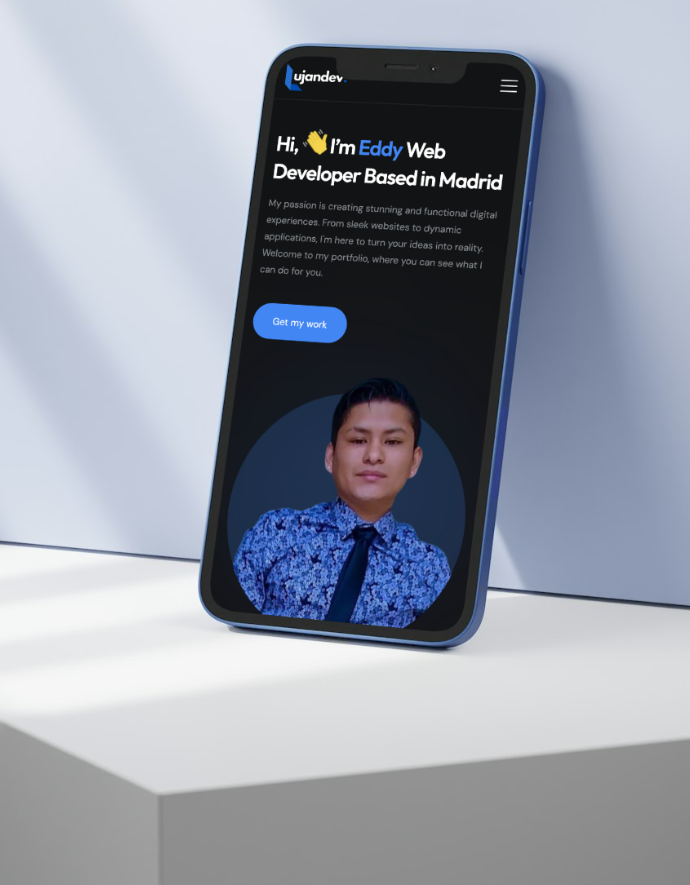 Lujandev.
Hi, 👋 I'm Eddy Web
Developer Based in Madrid
My passion is creating stunning and functional digital
experiences. From sleek websites to dynamic
applications, I'm here to turn your ideas into reality.
Welcome to my portfolio, where you can see what I
can do for you.
Get my work